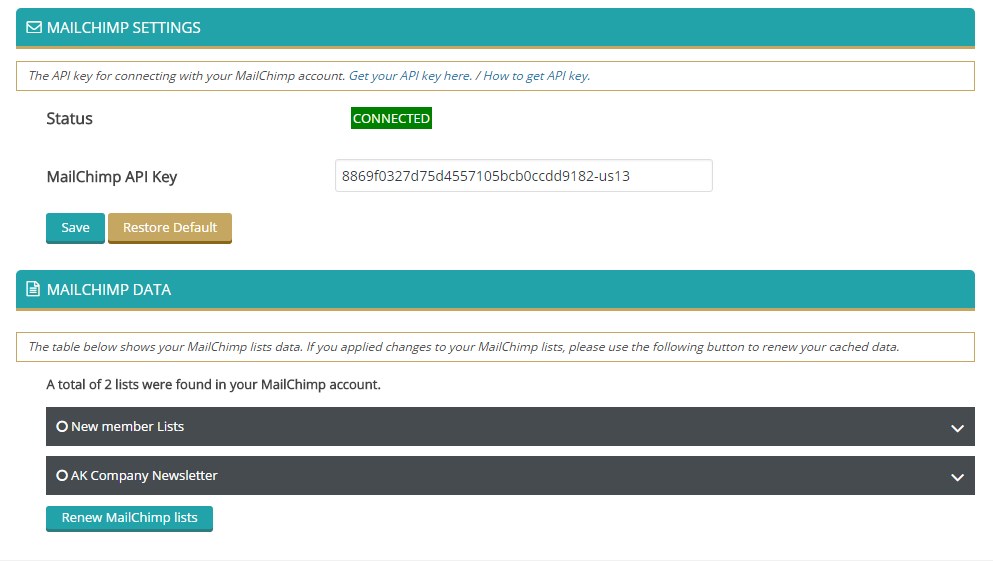 MAILCHIMP SETTINGS
The API key for connecting with your MailChimp account. Get your API key here. / How to get API key.
Status CONNECTED
MailChimp API Key 8869f0327d75d4557105bcb0ccdd9182-us13
Save Restore Default
MAILCHIMP DATA
The table below shows your MailChimp lists data. If you applied changes to your MailChimp lists, please use the following button to renew your cached data.
A total of 2 lists were found in your MailChimp account.
New member Lists
AK Company Newsletter
Renew MailChimp lists